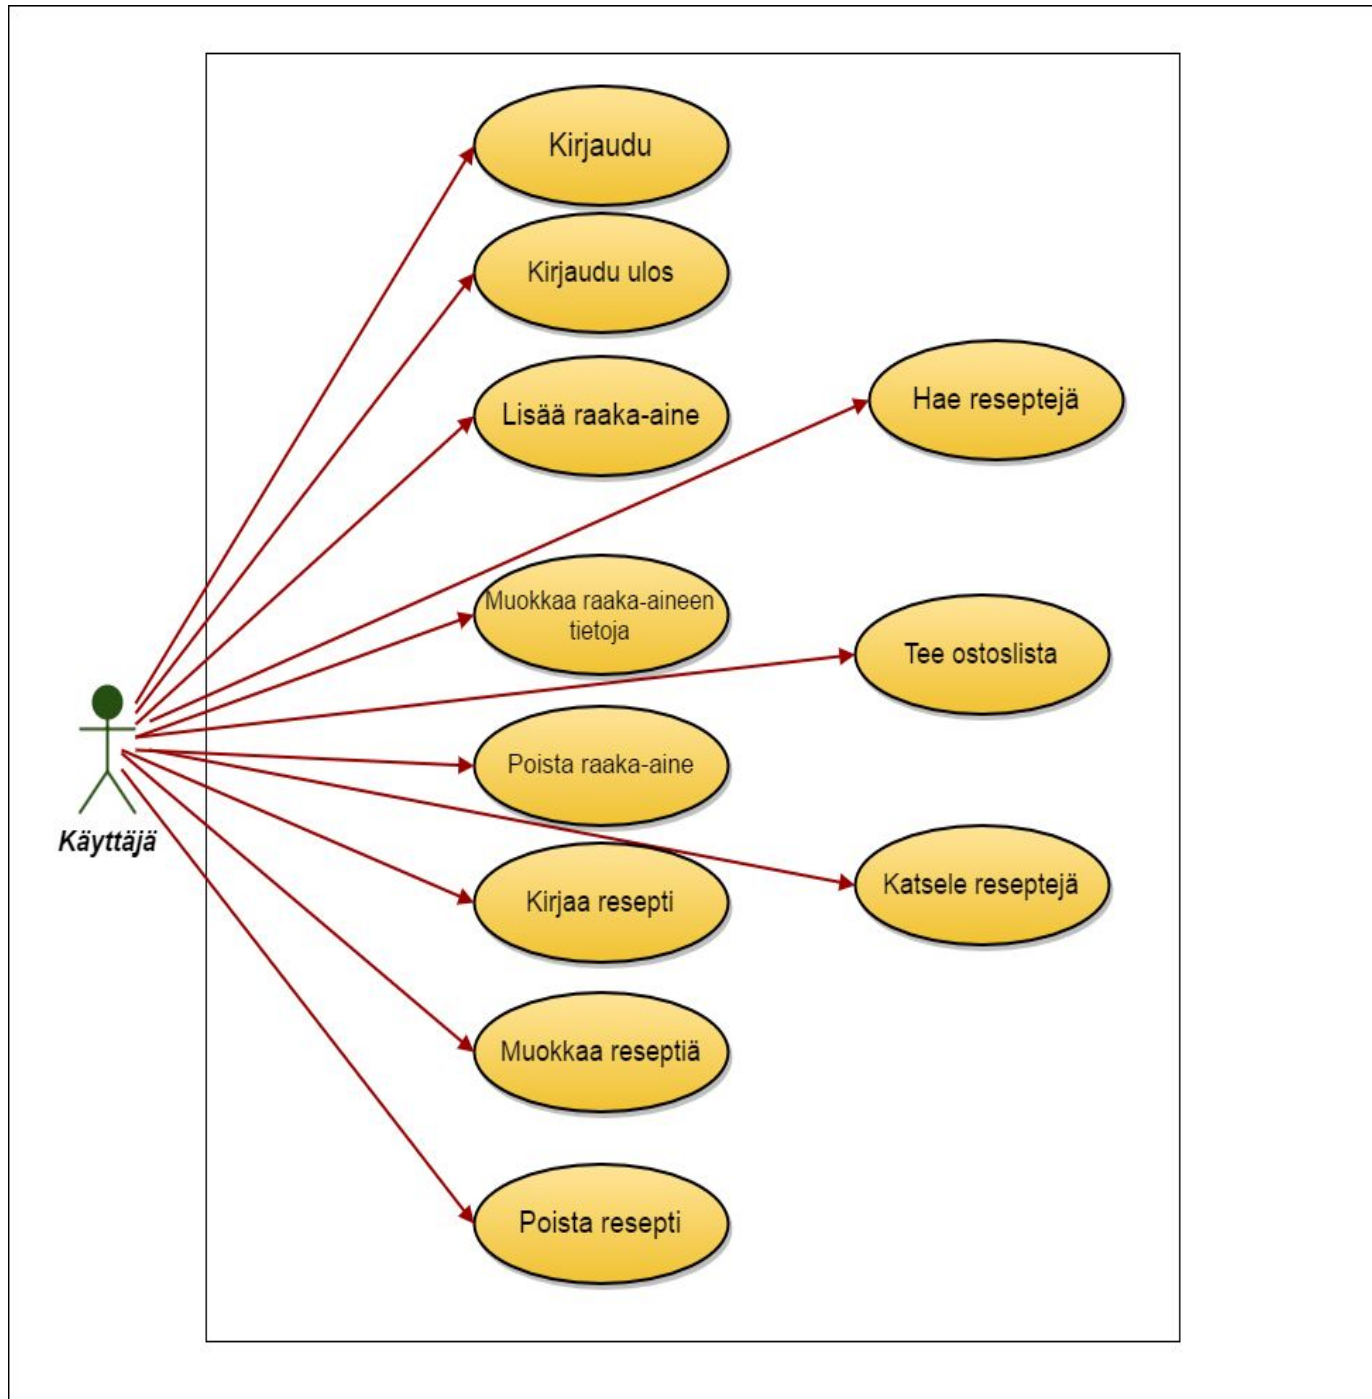 Kirjaudu
Kirjaudu ulos
Lisää raaka-aine
Hae reseptejä
Muokkaa raaka-aineen
tietoja
Tee ostoslista
Poista raaka-aine
Käyttäjä
Kirjaa resepti
Katsele reseptejä
Muokkaa reseptiä
Poista resepti